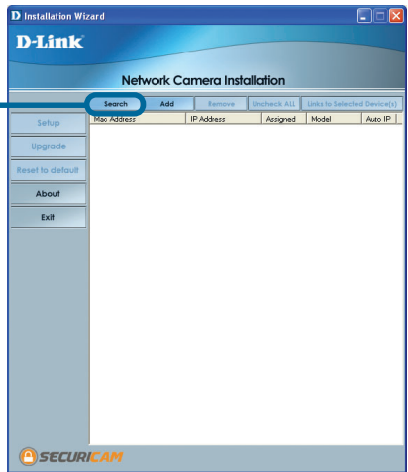 D Installation Wizard
D-Link
Network Camera Installation
Search Add Remove Uncheck ALL Links to Selected Device(s)
Mac Address IP Address Assigned Model Auto IP
Setup
Upgrade
Reset to default
About
Exit
SECURICAM